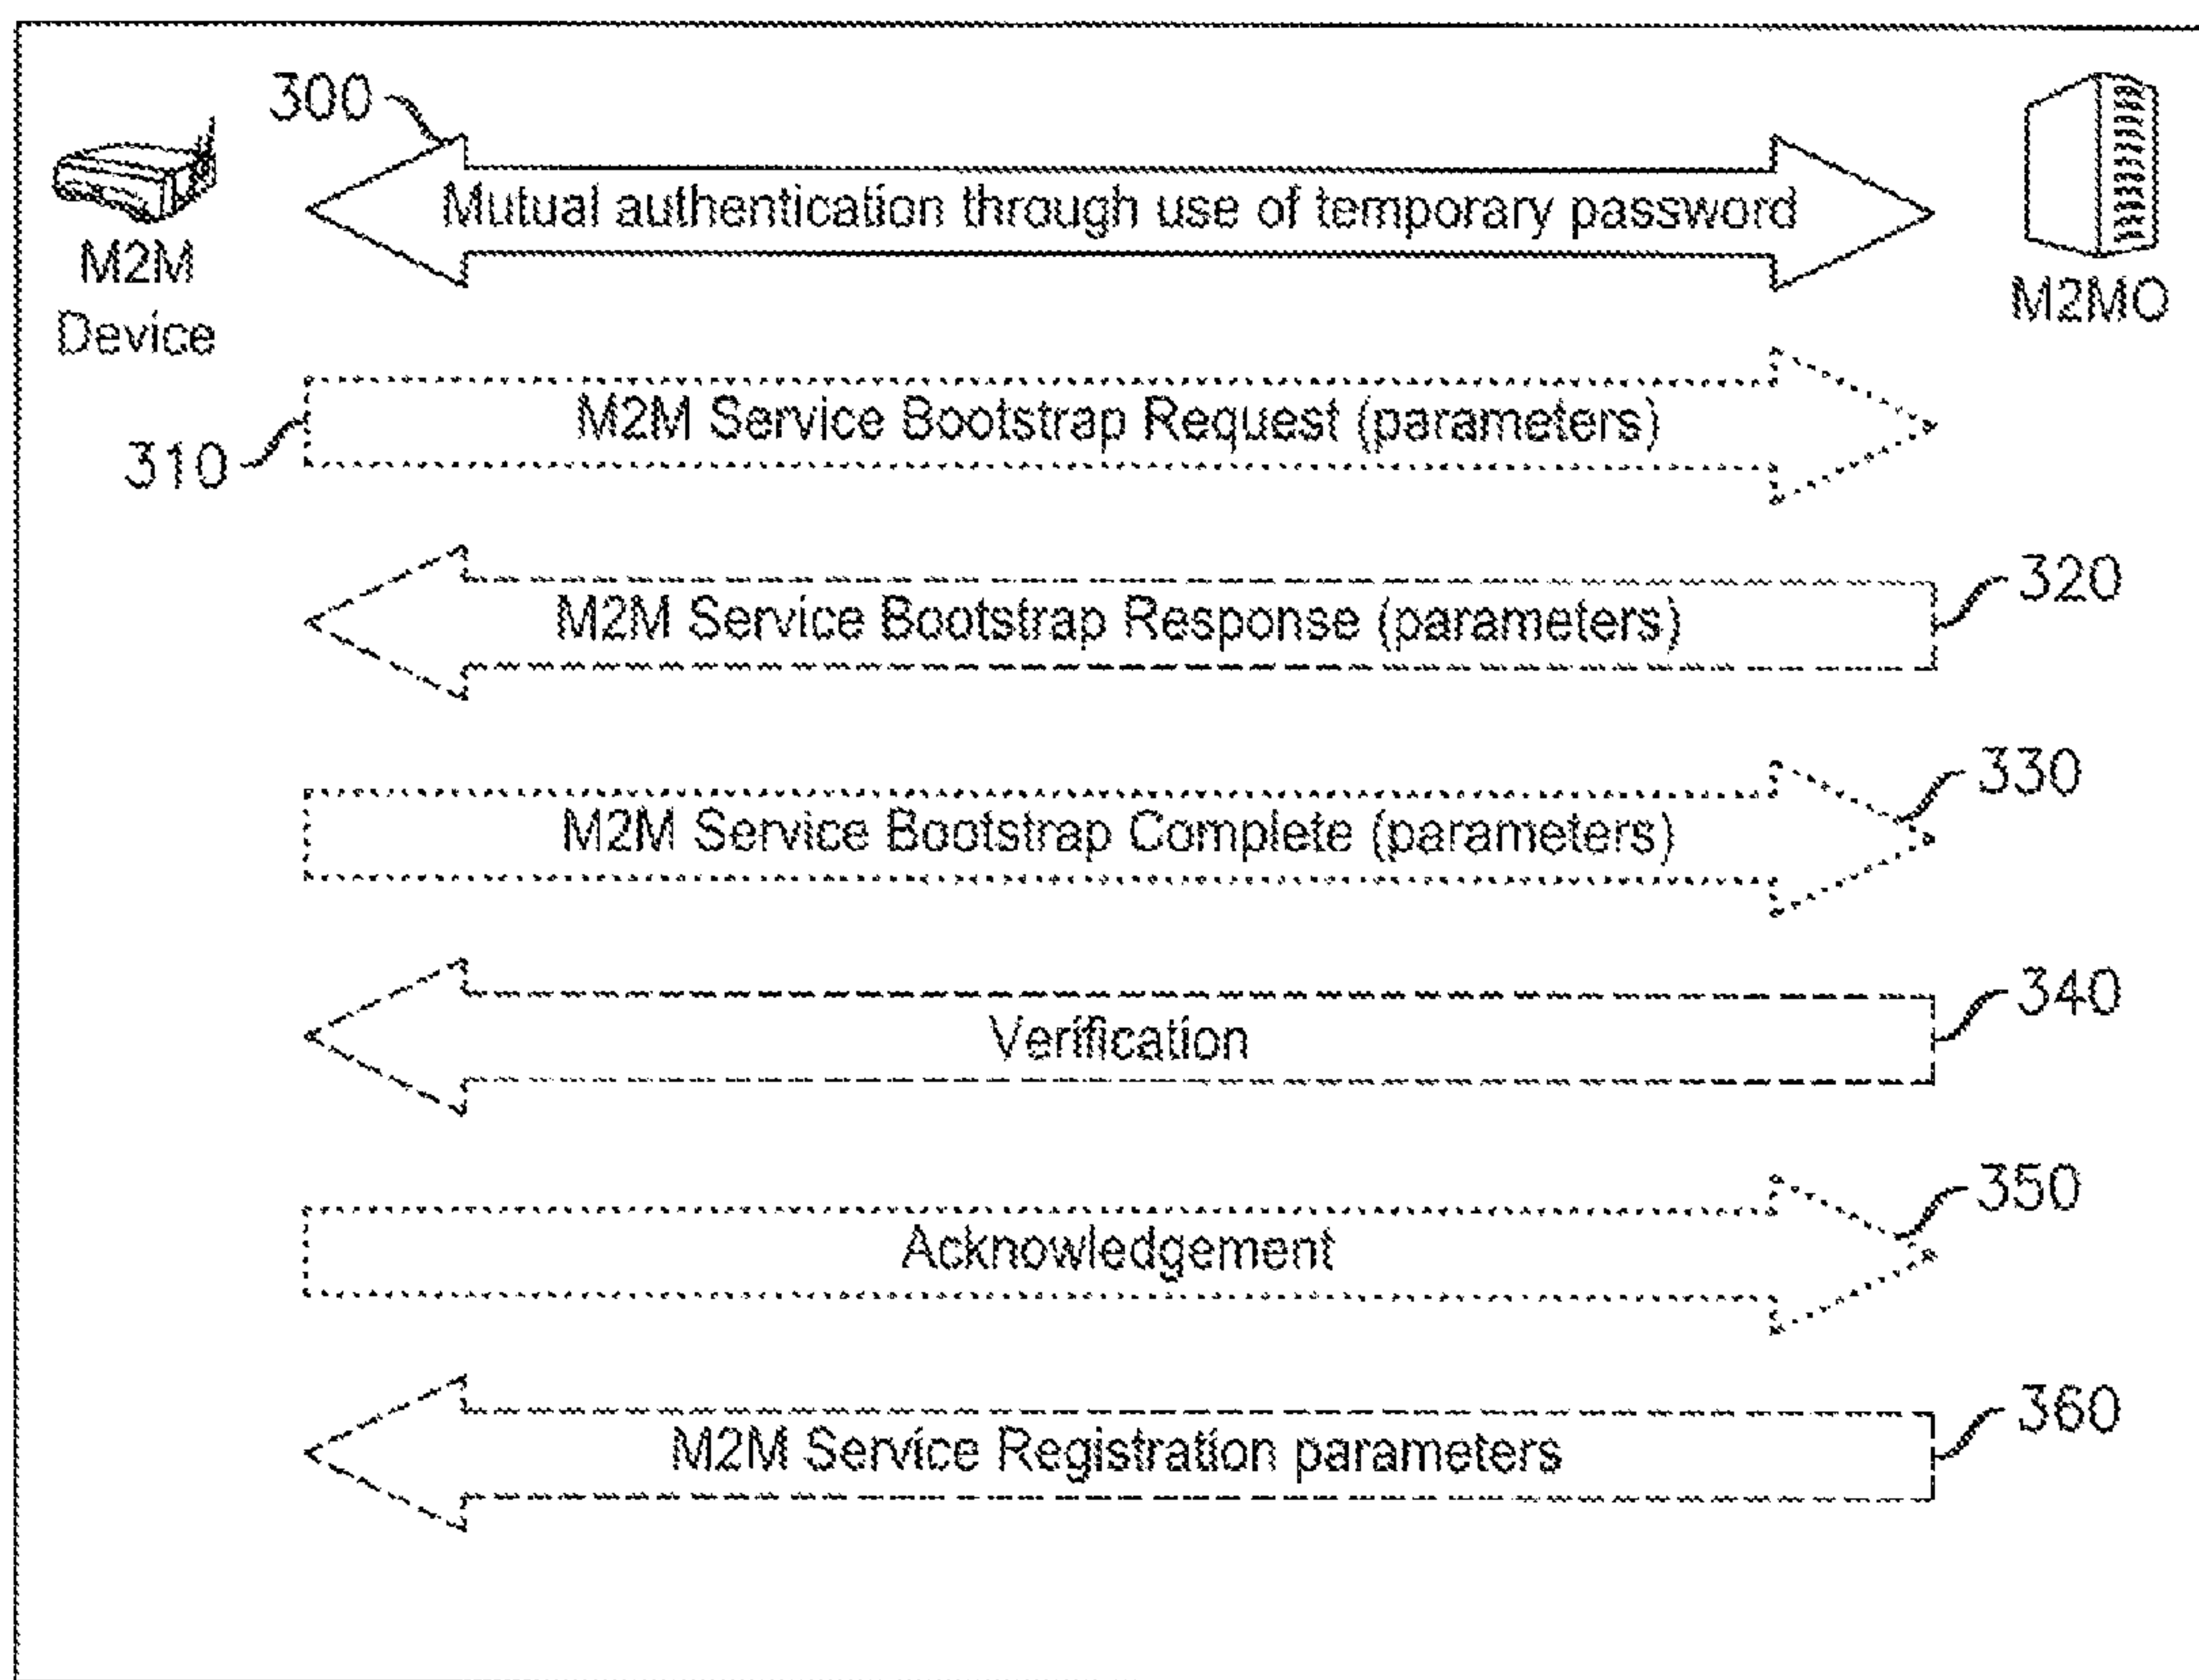 300
Mutual authentication through use of temporary password
M2M
Device
M2MO
M2M Service Bootstrap Request (parameters)
310
M2M Service Bootstrap Response (parameters)
320
M2M Service Bootstrap Complete (parameters)
330
Verification
340
Acknowledgement
350
M2M Service Registration parameters
360